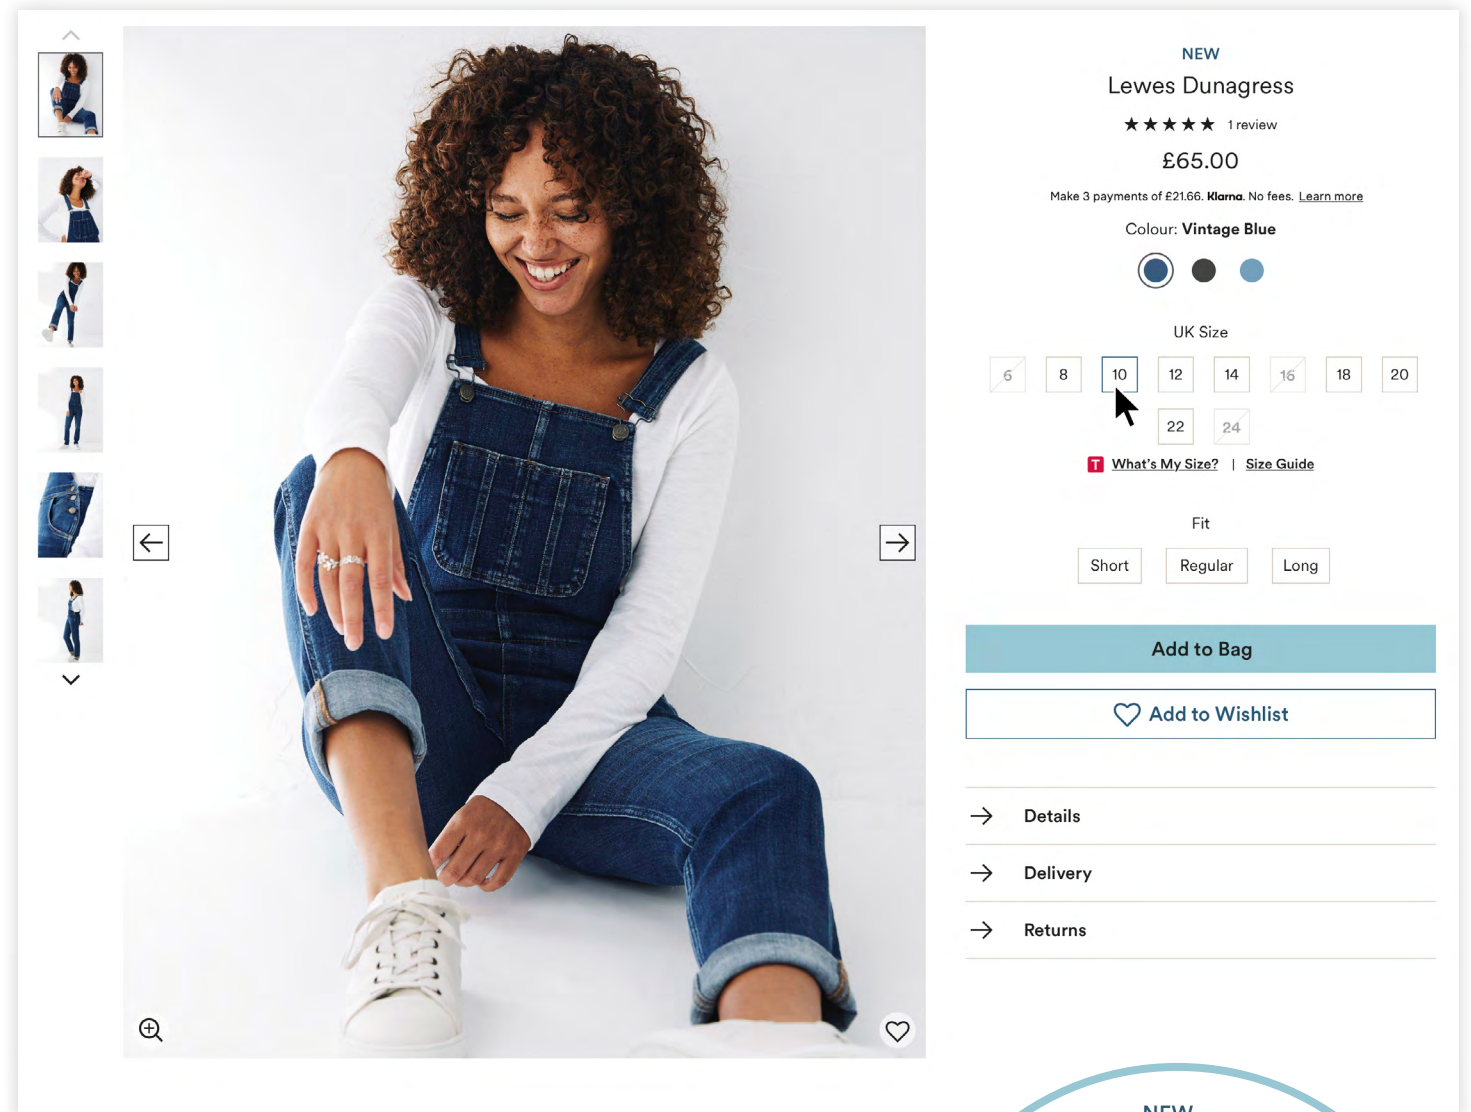 NEW
Lewes Dunagress
1 review
£65.00
Make 3 payments of £21.66. Klarna. No fees. Learn more
Colour: Vintage Blue
UK Size
6 8 10 12 14 16 18 20
22 24
T What's My Size? | Size Guide
Fit
Short Regular Long
Add to Bag
Add to Wishlist
Details
Delivery
Returns
NEW